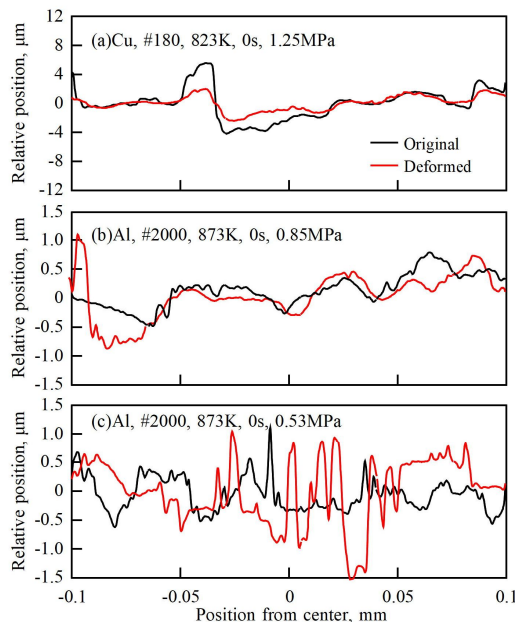 Relative position, µm
12
8
4
0
-4
-8
-12
(a)Cu, #180, 823K, 0s, 1.25MPa
Original
Deformed
Relative position, µm
1.5
1.0
0.5
0
-0.5
-1.0
-1.5
(b)Al, #2000, 873K, 0s, 0.85MPa
Relative position, µm
1.5
1.0
0.5
0
-0.5
-1.0
-1.5
(c)Al, #2000, 873K, 0s, 0.53MPa
-0.1
-0.05
0
0.05
0.1
Position from center, mm